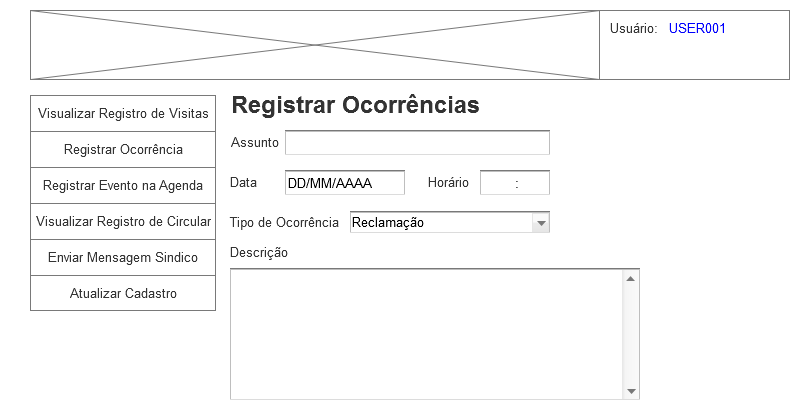 Usuário: USER001
Visualizar Registro de Visitas
Registrar Ocorrência
Registrar Evento na Agenda
Visualizar Registro de Circular
Enviar Mensagem Sindico
Atualizar Cadastro
Registrar Ocorrências
Assunto
Data DD/MM/AAAA Horário :
Tipo de Ocorrência Reclamação
Descrição